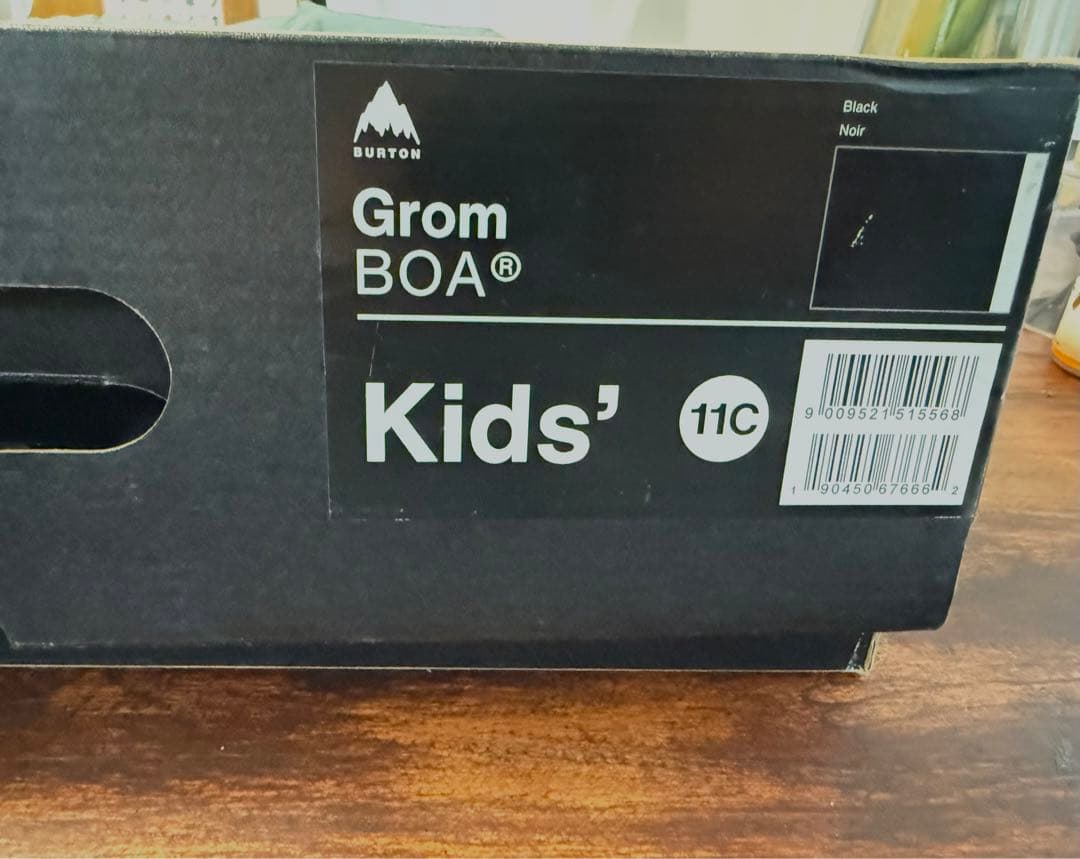 BURTON
Grom
BOA®
Black
Noir
Kids’
11C
9 009521 515568
1 90450 67666 2